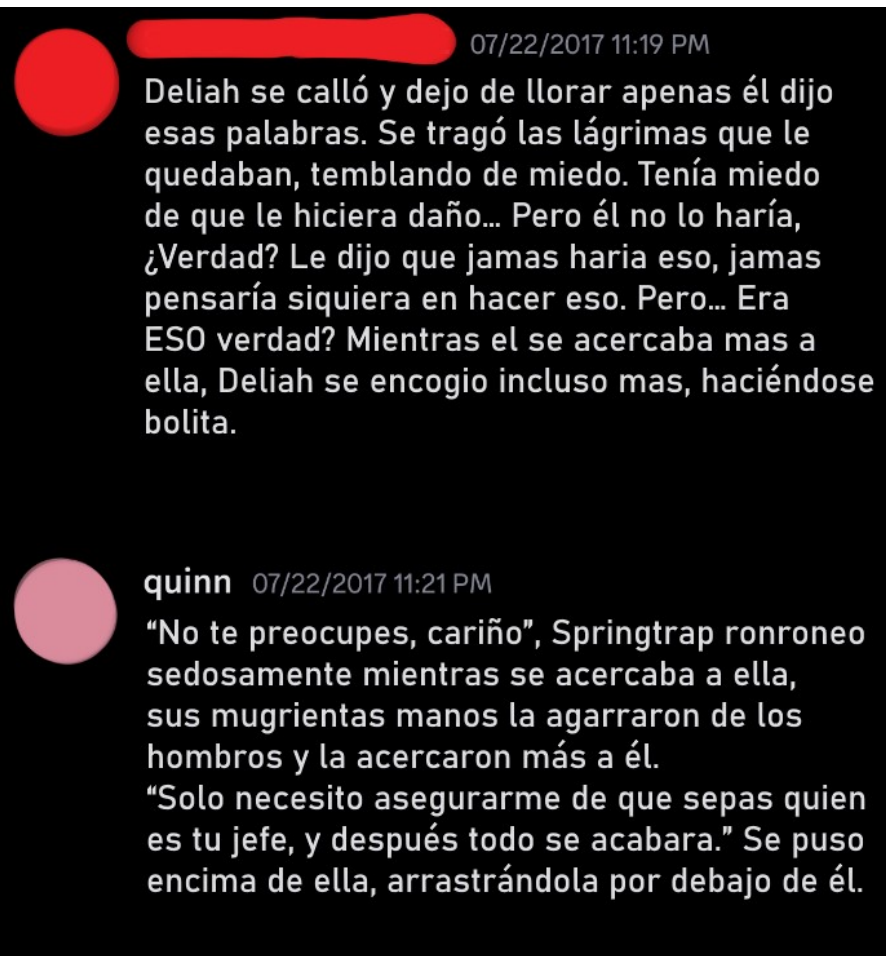 07/22/2017 11:19 PM
Deliah se calló y dejo de llorar apenas él dijo
esas palabras. Se tragó las lágrimas que le
quedaban, temblando de miedo. Tenía miedo
de que le hiciera daño... Pero él no lo haría,
¿Verdad? Le dijo que jamas haria eso, jamas
pensaría siquiera en hacer eso. Pero... Era
ESO verdad? Mientras el se acercaba mas a
ella, Deliah se encogio incluso mas, haciéndose
bolita.
quinn 07/22/2017 11:21 PM
“No te preocupes, cariño”, Springtrap ronroneo
sedosamente mientras se acercaba a ella,
sus mugrientas manos la agarraron de los
hombros y la acercaron más a él.
“Solo necesito asegurarme de que sepas quien
es tu jefe, y después todo se acabara.” Se puso
encima de ella, arrastrándola por debajo de él.